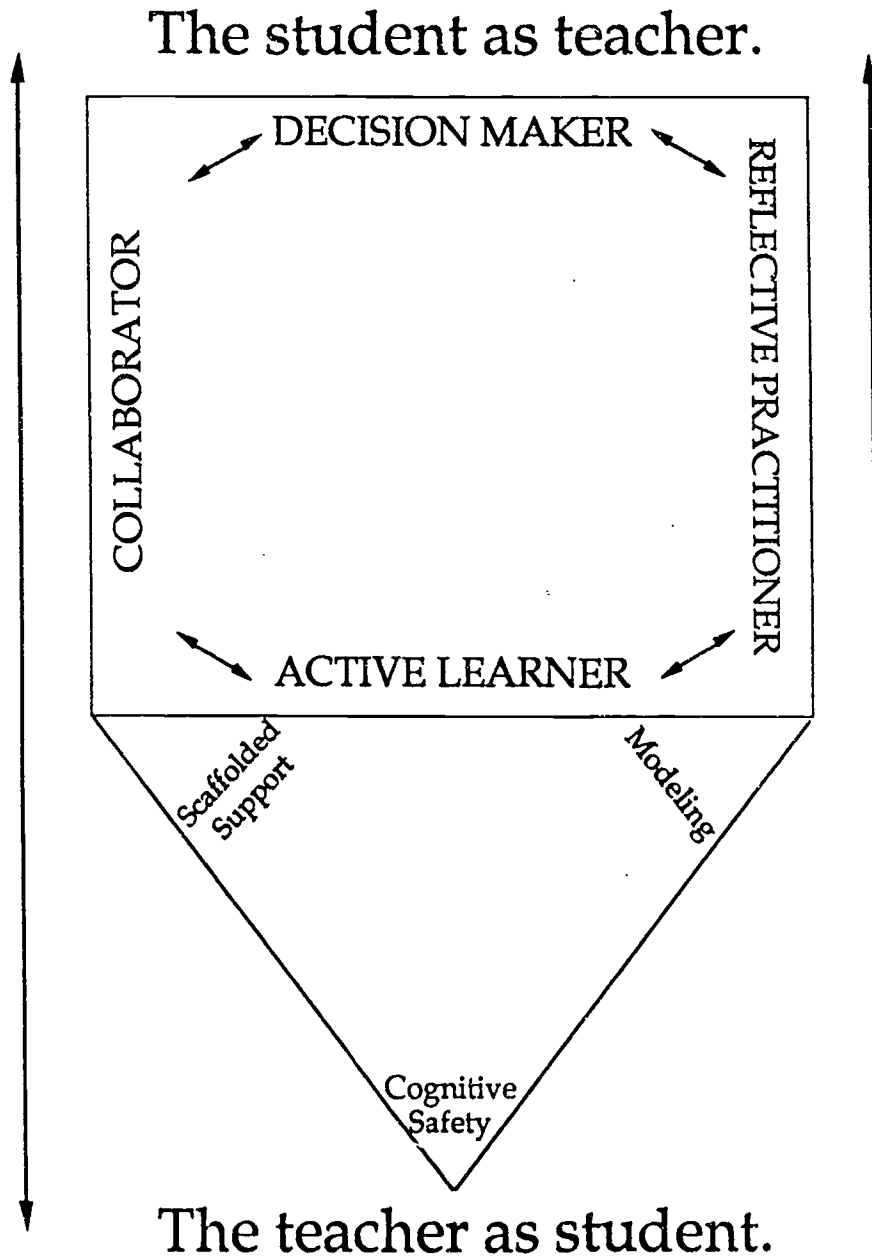 The student as teacher.
DECISION MAKER
COLLABORATOR
REFLECTIVE PRACTITIONER
ACTIVE LEARNER
Scaffolded
Support
Modeling
Cognitive
Safety
The teacher as student.